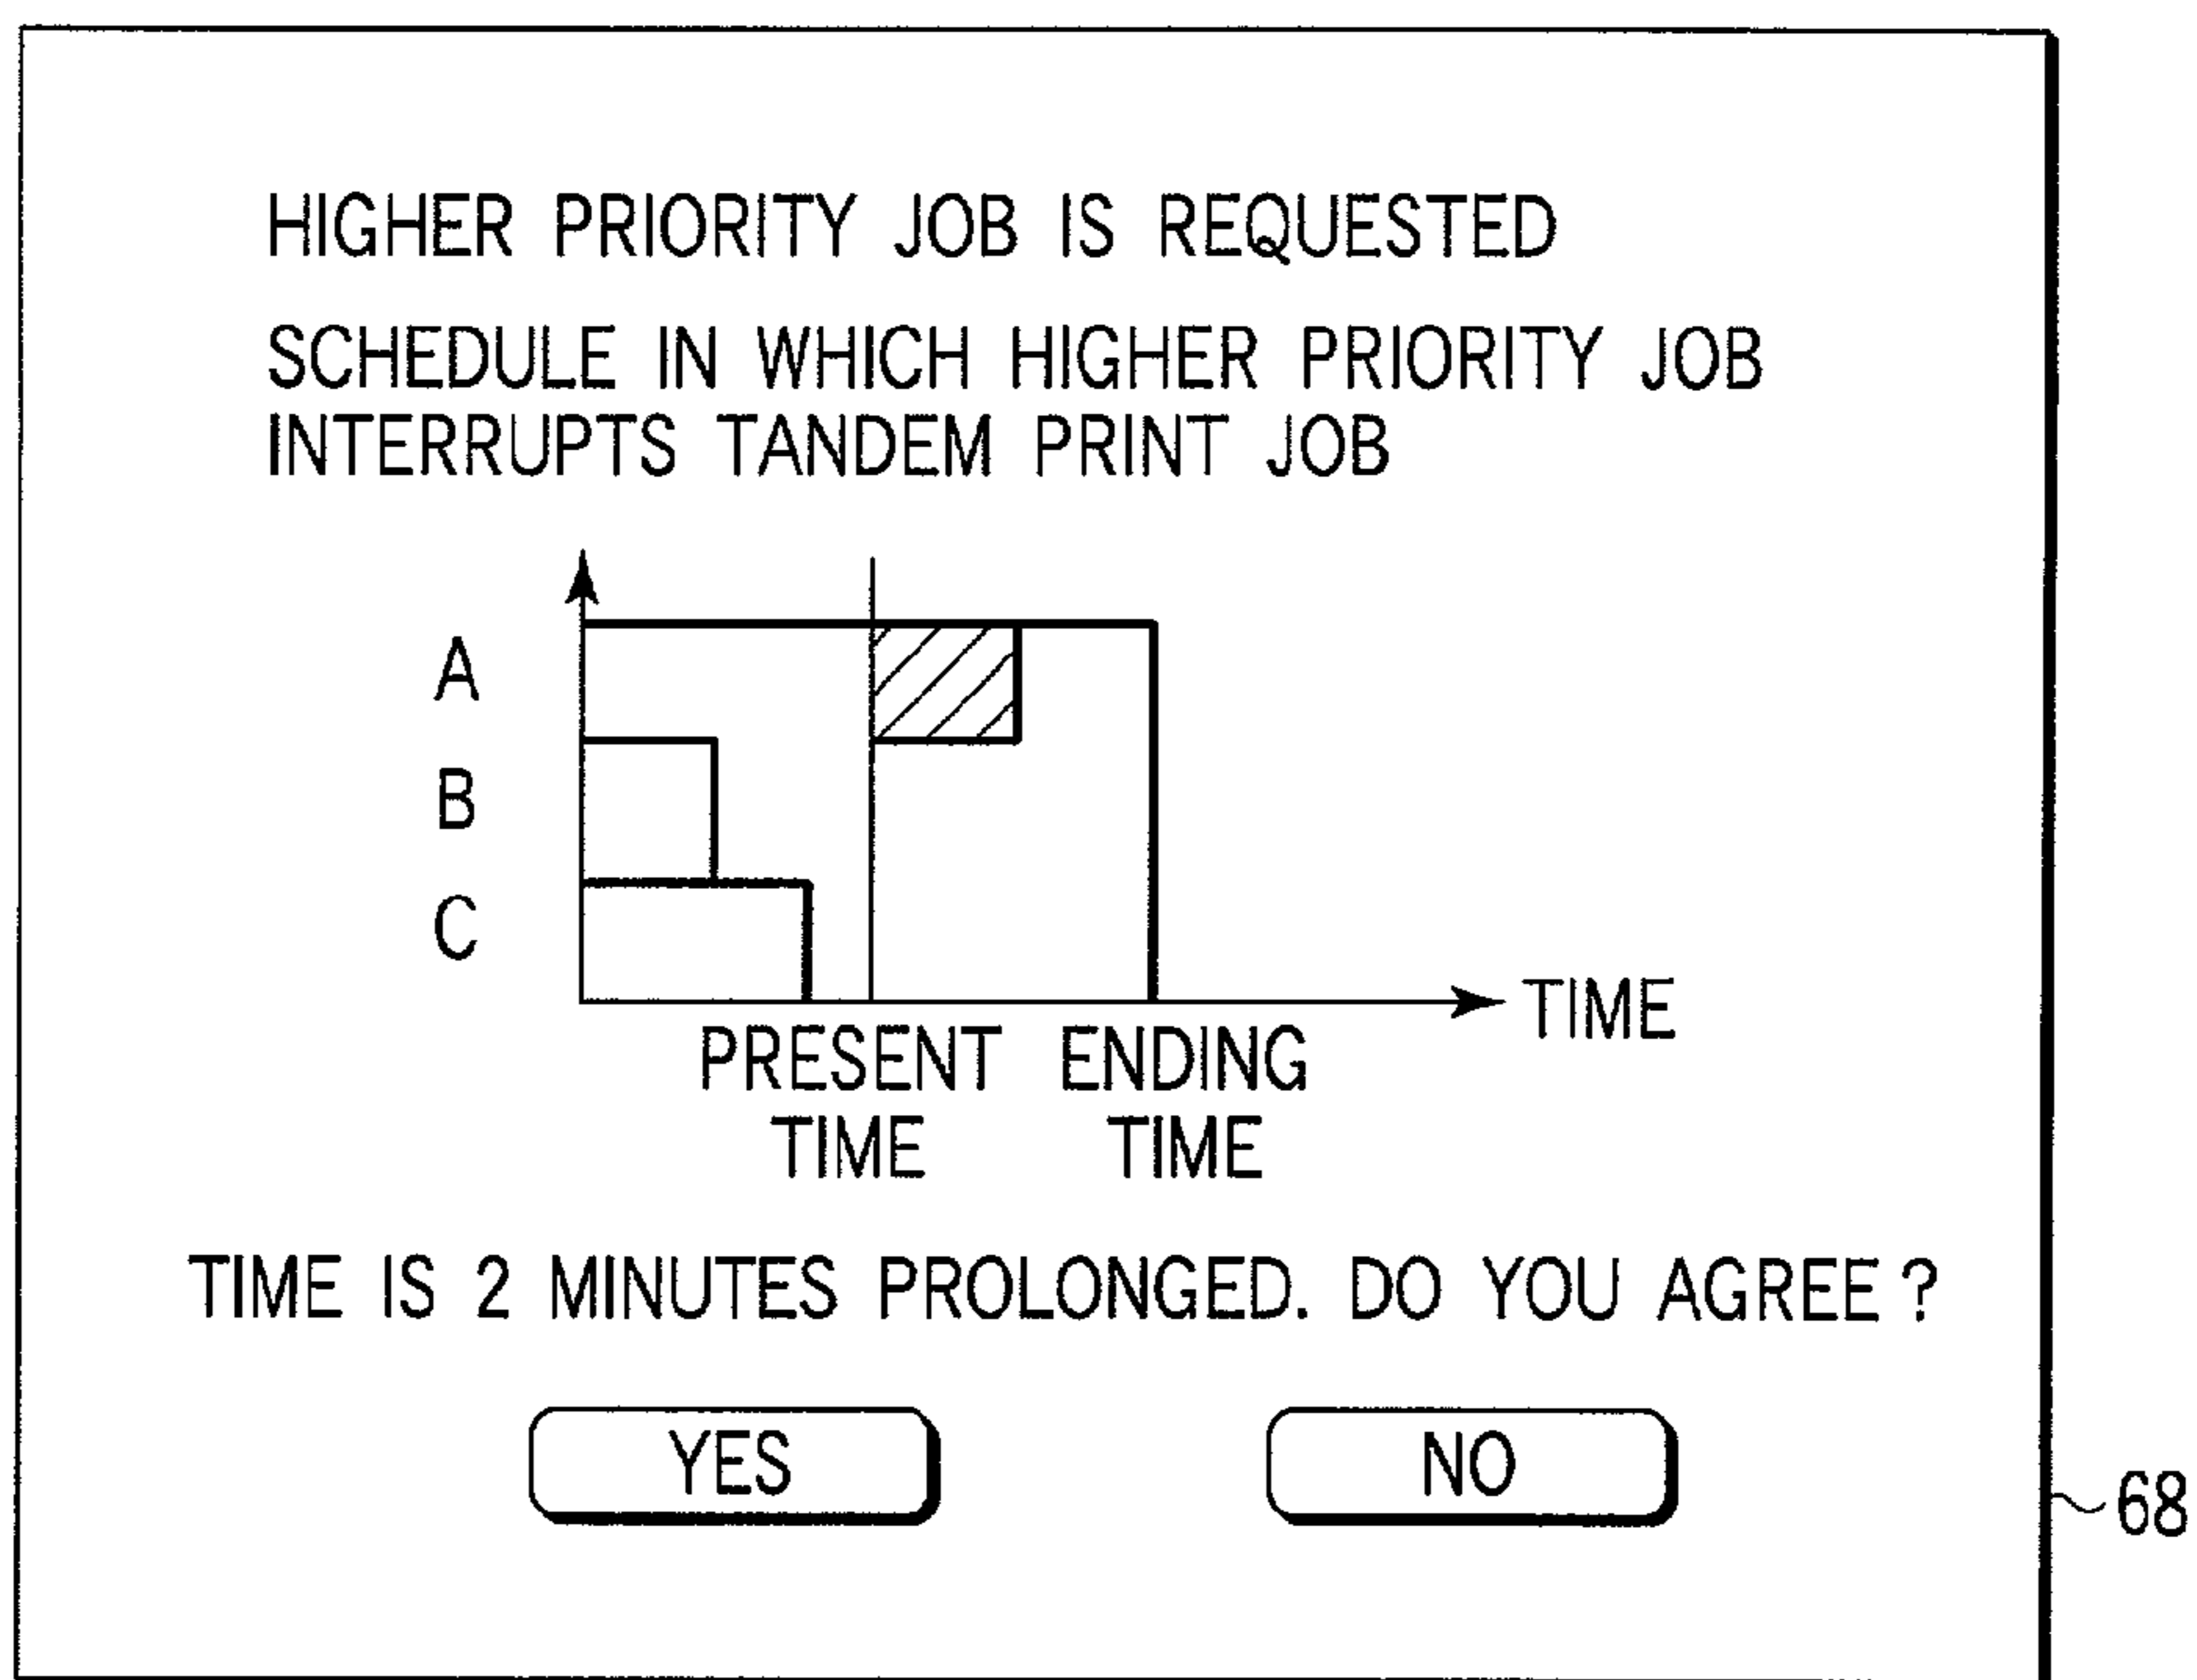 HIGHER PRIORITY JOB IS REQUESTED
SCHEDULE IN WHICH HIGHER PRIORITY JOB
INTERRUPTS TANDEM PRINT JOB
A
B
C
TIME
PRESENT ENDING
TIME TIME
TIME IS 2 MINUTES PROLONGED. DO YOU AGREE ?
YES NO
68